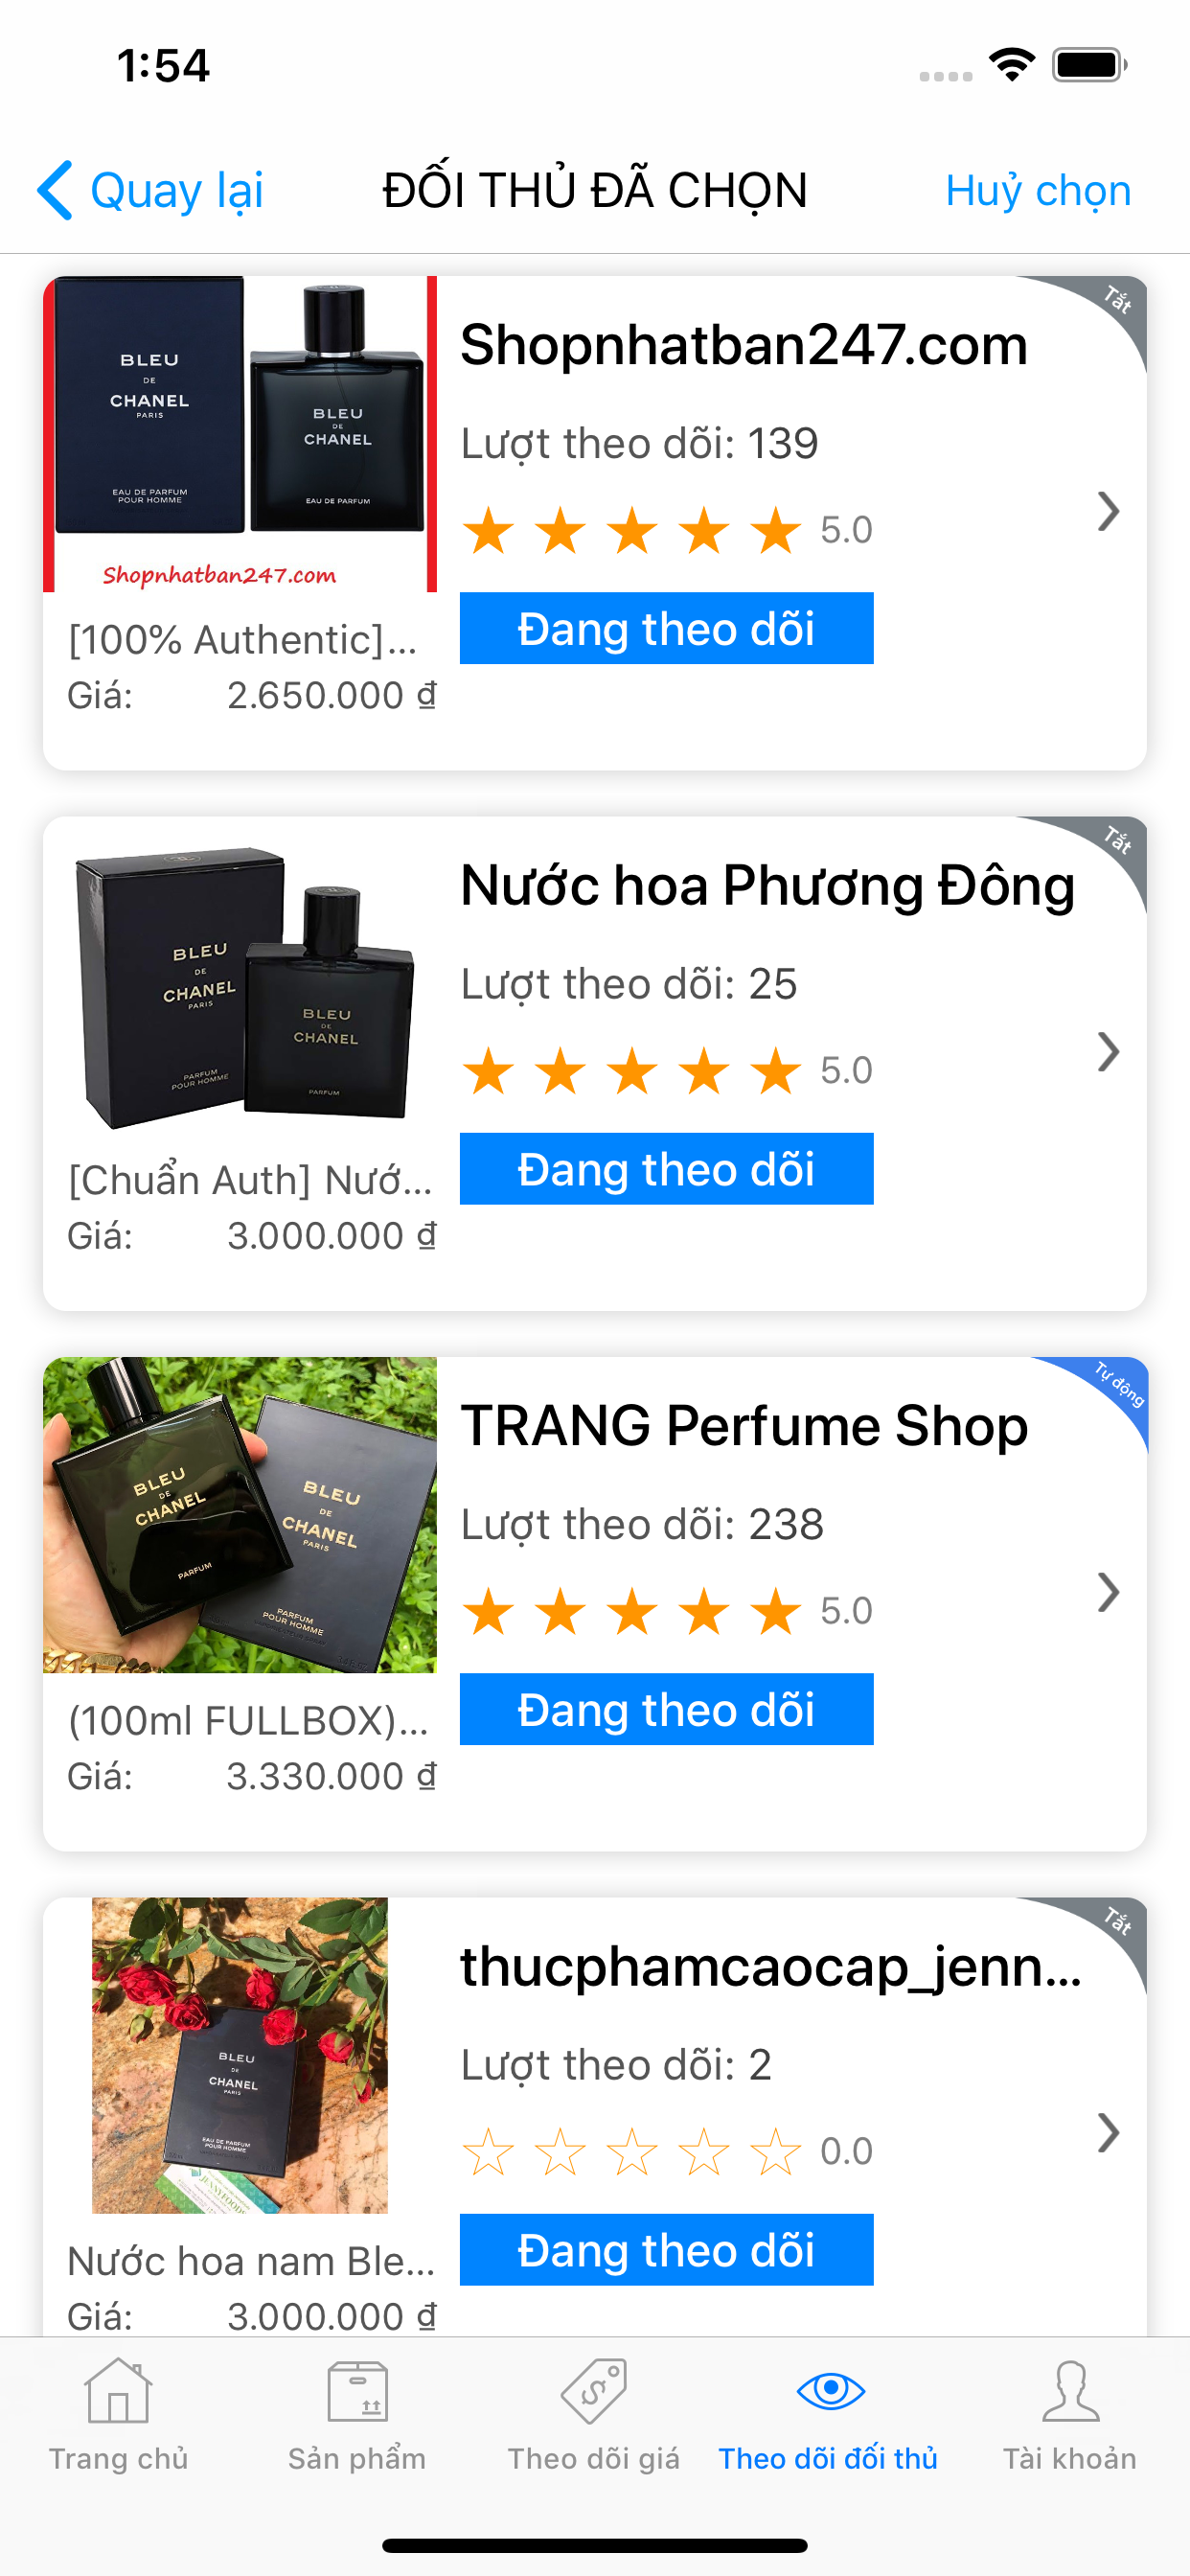 1:54
Quay lại
ĐỐI THỦ ĐÃ CHỌN
Huỷ chọn
BLEU
DE
CHANEL
PARIS
EAU DE PARFUM
POUR HOMME
BLEU
DE
CHANEL
EAU DE PARFUM
Shopnhatban247.com
[100% Authentic]...
Giá: 2.650.000 ₫
Tắt
Shopnhatban247.com
Lượt theo dõi: 139
5.0
Đang theo dõi
BLEU
DE
CHANEL
PARIS
PARFUM
POUR HOMME
BLEU
DE
CHANEL
PARFUM
[Chuẩn Auth] Nướ...
Giá: 3.000.000 ₫
Tắt
Nước hoa Phương Đông
Lượt theo dõi: 25
5.0
Đang theo dõi
BLEU
DE
CHANEL
PARFUM
BLEU
DE
CHANEL
PARIS
PARFUM
POUR HOMME
(100ml FULLBOX)...
Giá: 3.330.000 ₫
Tự động
TRANG Perfume Shop
Lượt theo dõi: 238
5.0
Đang theo dõi
BLEU
DE
CHANEL
PARIS
EAU DE PARFUM
POUR HOMME
JENNYFOODS
Nước hoa nam Ble...
Giá: 3.000.000 ₫
Tắt
thucphamcaocap_jenn...
Lượt theo dõi: 2
0.0
Đang theo dõi
Trang chủ
Sản phẩm
Theo dõi giá
Theo dõi đối thủ
Tài khoản